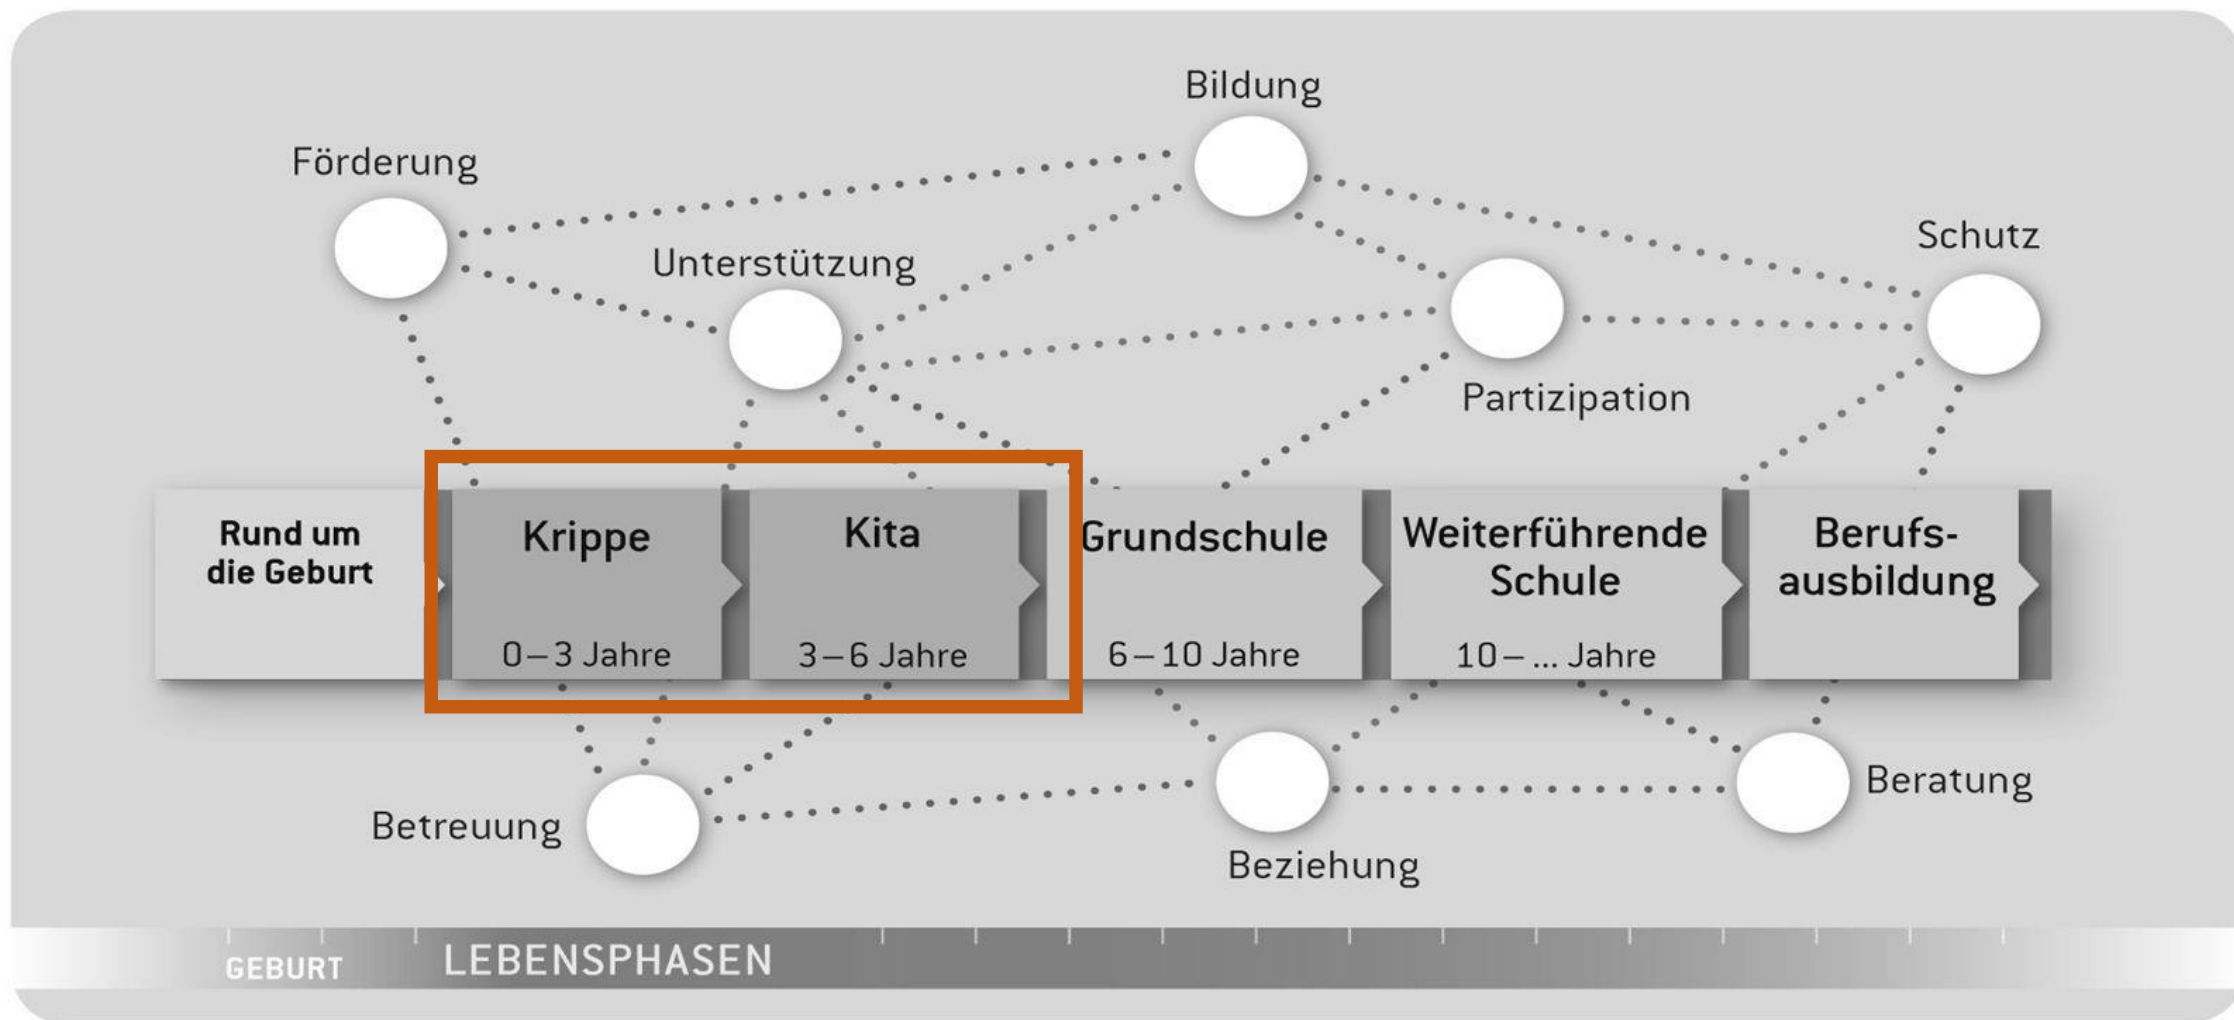 Bildung
Förderung
Unterstützung
Schutz
Partizipation
Rund um
die Geburt
Krippe
0–3 Jahre
Kita
3–6 Jahre
Grundschule
6–10 Jahre
Weiterführende
Schule
10–... Jahre
Berufs-
ausbildung
Betreuung
Beziehung
Beratung
GEBURT
LEBENSPHASEN